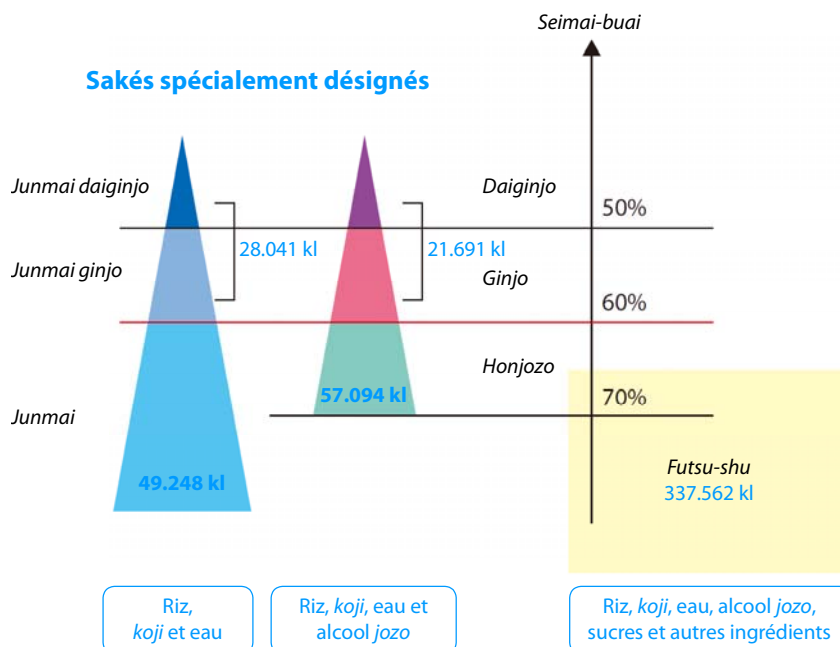 Seimai-buai
Sakés spécialement désignés
Junmai daiginjo
Daiginjo
50%
28.041 kl
21.691 kl
Junmai ginjo
Ginjo
60%
Honjozo
57.094 kl
70%
Junmai
Futsu-shu
49.248 kl
337.562 kl
Riz,
koji et eau
Riz, koji, eau et
alcool jozo
Riz, koji, eau, alcool jozo,
sucres et autres ingrédients